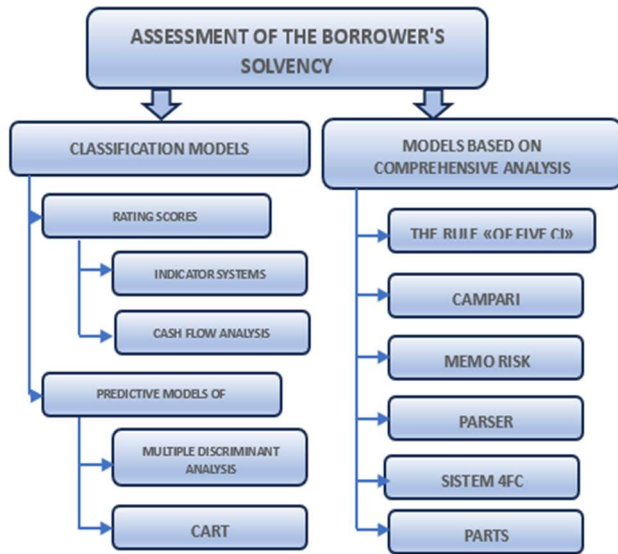 ASSESSMENT OF THE BORROWER'S
SOLVENCY
CLASSIFICATION MODELS
RATING SCORES
INDICATOR SYSTEMS
CASH FLOW ANALYSIS
PREDICTIVE MODELS OF
MULTIPLE DISCRIMINANT
ANALYSIS
CART
MODELS BASED ON
COMPREHENSIVE ANALYSIS
THE RULE «OF FIVE CI»
CAMPARI
MEMO RISK
PARSER
SISTEM 4FC
PARTS